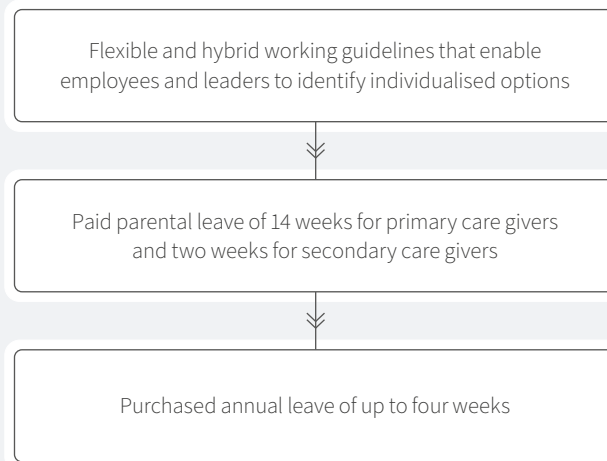 Flexible and hybrid working guidelines that enable
employees and leaders to identify individualised options
Paid parental leave of 14 weeks for primary care givers
and two weeks for secondary care givers
Purchased annual leave of up to four weeks